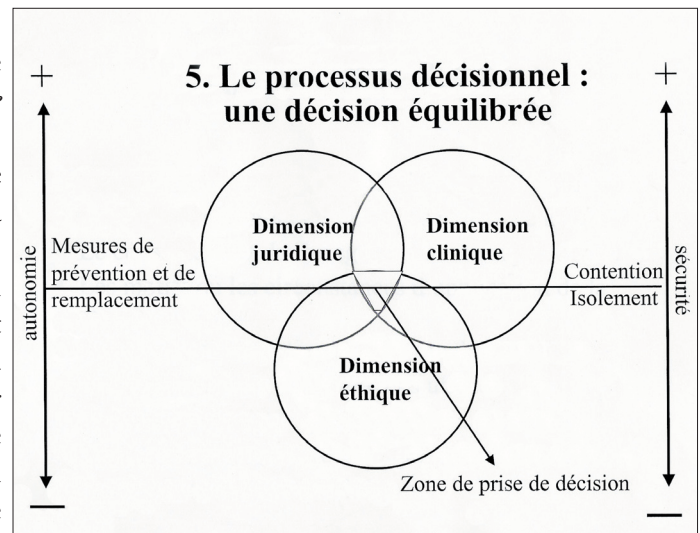 5. Le processus décisionnel :
une décision équilibrée
+
+
autonomie
Mesures de
prévention et de
remplacement
Dimension
juridique
Dimension
clinique
Contention
Isolement
sécurité
Dimension
éthique
Zone de prise de décision
—
—